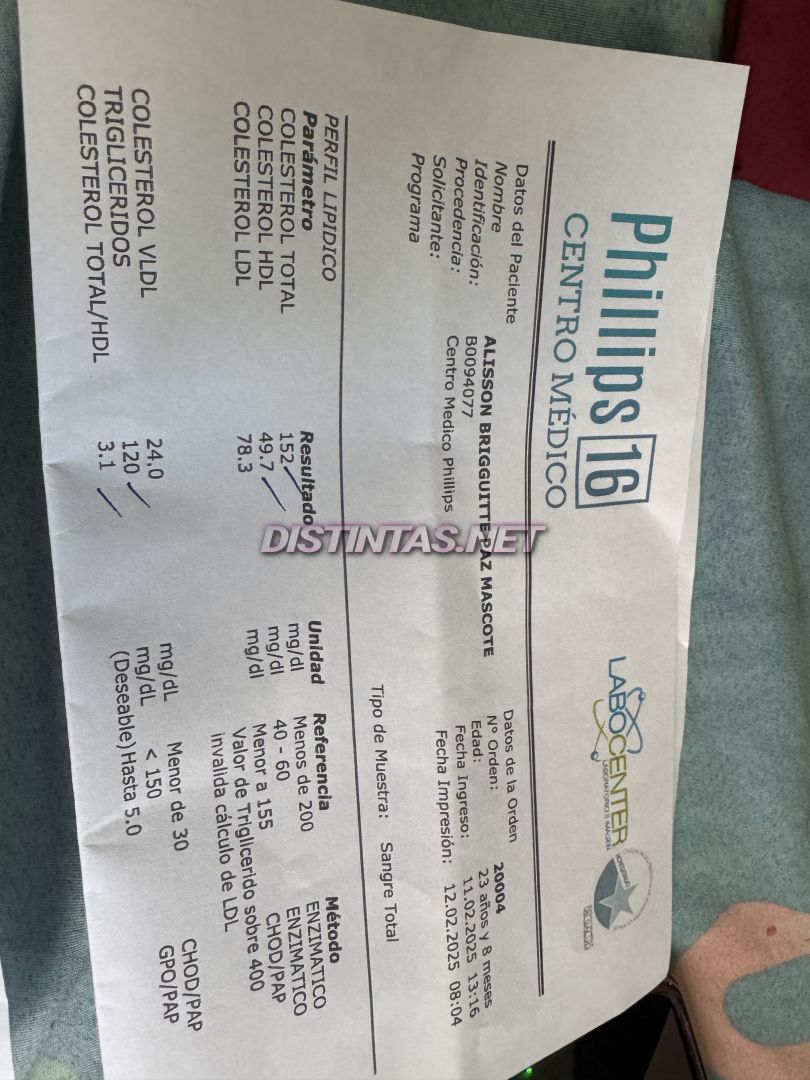 Phillips 16
CENTRO MÉDICO
LABOCENTER
LABORATORIO E IMAGEN
Datos del Paciente
Nombre ALISSON BRIGGUITTE PAZ MASCOTE
Identificación: B0094077
Procedencia: Centro Medico Phillips
Solicitante:
Programa
Datos de la Orden
N° Orden: 20004
Edad: 23 años y 8 meses
Fecha Ingreso: 11.02.2025 13:16
Fecha Impresión: 12.02.2025 08:04
Tipo de Muestra: Sangre Total
PERFIL LIPIDICO
Parámetro Resultado Unidad Referencia Método
COLESTEROL TOTAL 152 mg/dl Menos de 200 ENZIMATICO
COLESTEROL HDL 49.7 mg/dl 40 - 60 ENZIMATICO
COLESTEROL LDL 78.3 mg/dl Menor a 155 CHOD/PAP
Valor de Triglicerido sobre 400
invalida cálculo de LDL
COLESTEROL VLDL 24.0 mg/dL Menor de 30
TRIGLICERIDOS 120 mg/dL < 150 CHOD/PAP
COLESTEROL TOTAL/HDL 3.1 (Deseable) Hasta 5.0 GPO/PAP
DISTINTAS.NET